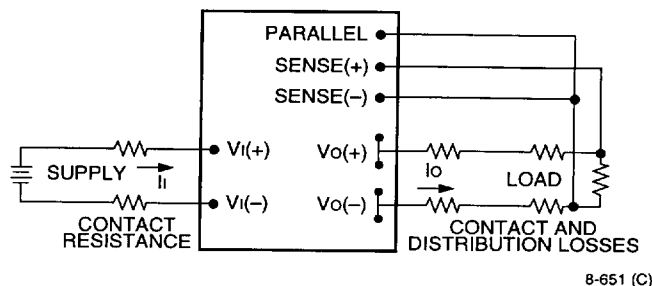 PARALLEL
SENSE(+)
SENSE(–)
VI(+)
VO(+)
SUPPLY
II
IO
LOAD
VI(–)
VO(–)
CONTACT
RESISTANCE
CONTACT AND
DISTRIBUTION LOSSES
8-651 (C)